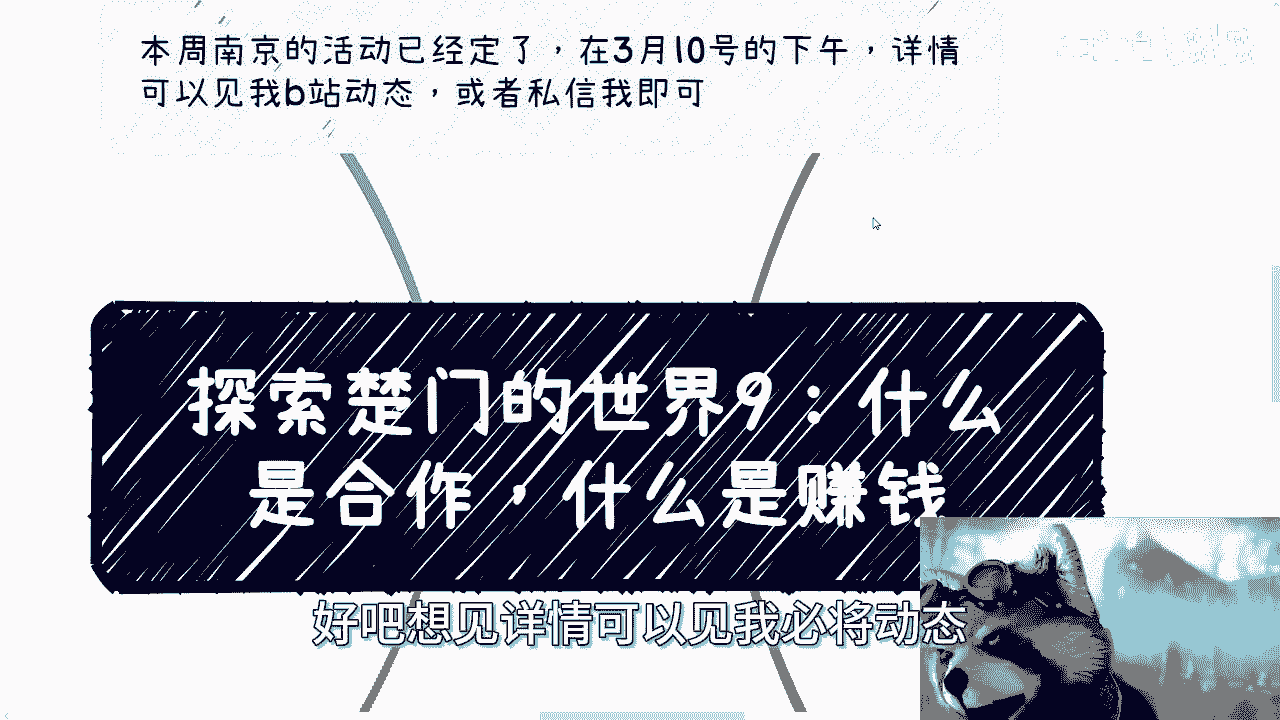 本周南京的活动已经定了，在3月10号的下午，详情
可以见我b站动态，或者私信我即可
探索楚门的世界9：什么
是合作，什么是赚钱
好吧想见详情可以见我必将动态